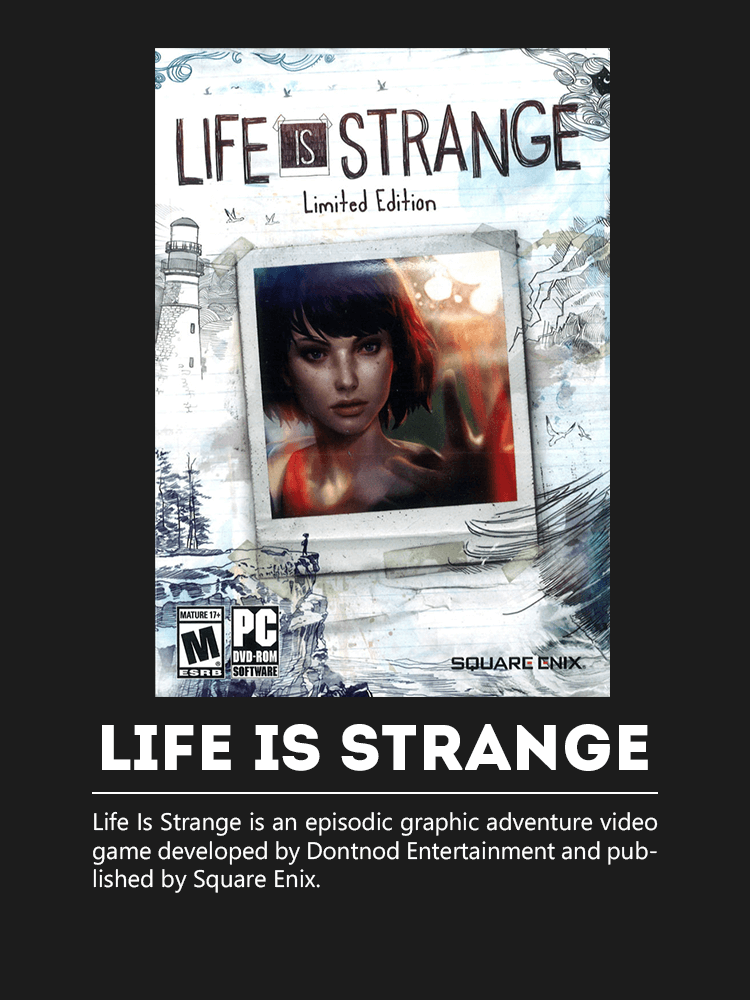 LIFE IS STRANGE
Limited Edition
MATURE 17+
M
ESRB
PC
DVD-ROM
SOFTWARE
SQUARE ENIX
LIFE IS STRANGE
Life Is Strange is an episodic graphic adventure video
game developed by Dontnod Entertainment and pub-
lished by Square Enix.